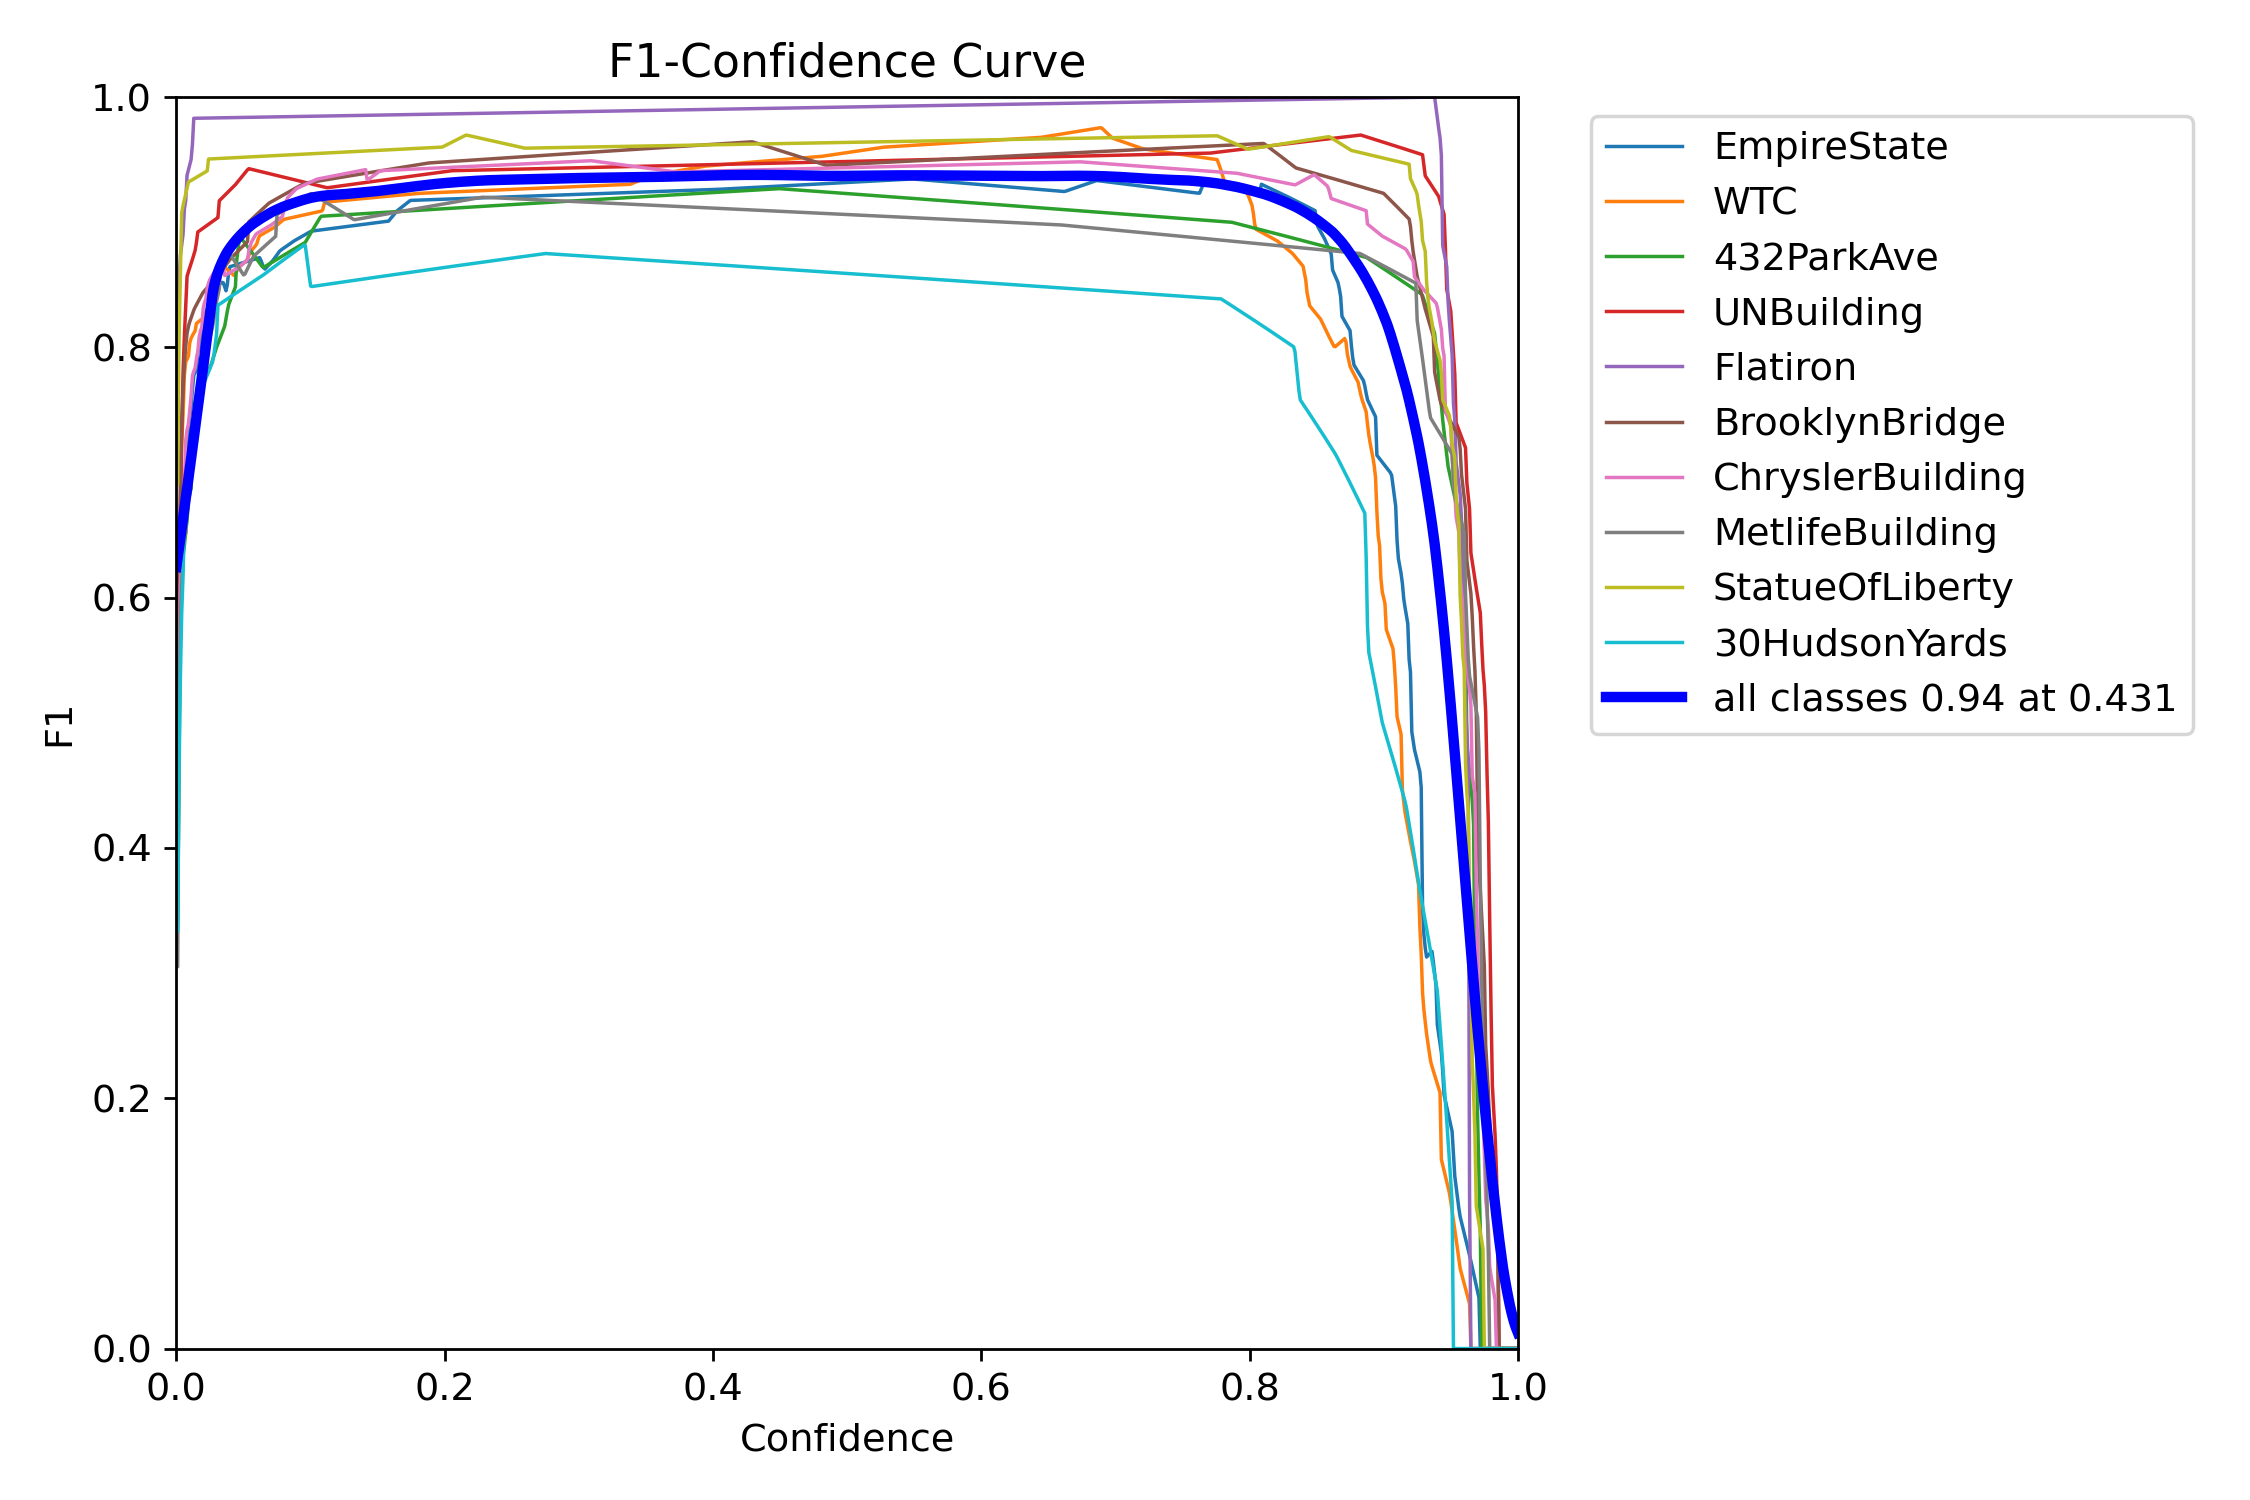 F1-Confidence Curve
1.0
0.8
0.6
0.4
0.2
0.0
F1
0.0 0.2 0.4 0.6 0.8 1.0
Confidence
EmpireState
WTC
432ParkAve
UNBuilding
Flatiron
BrooklynBridge
ChryslerBuilding
MetlifeBuilding
StatueOfLiberty
30HudsonYards
all classes 0.94 at 0.431